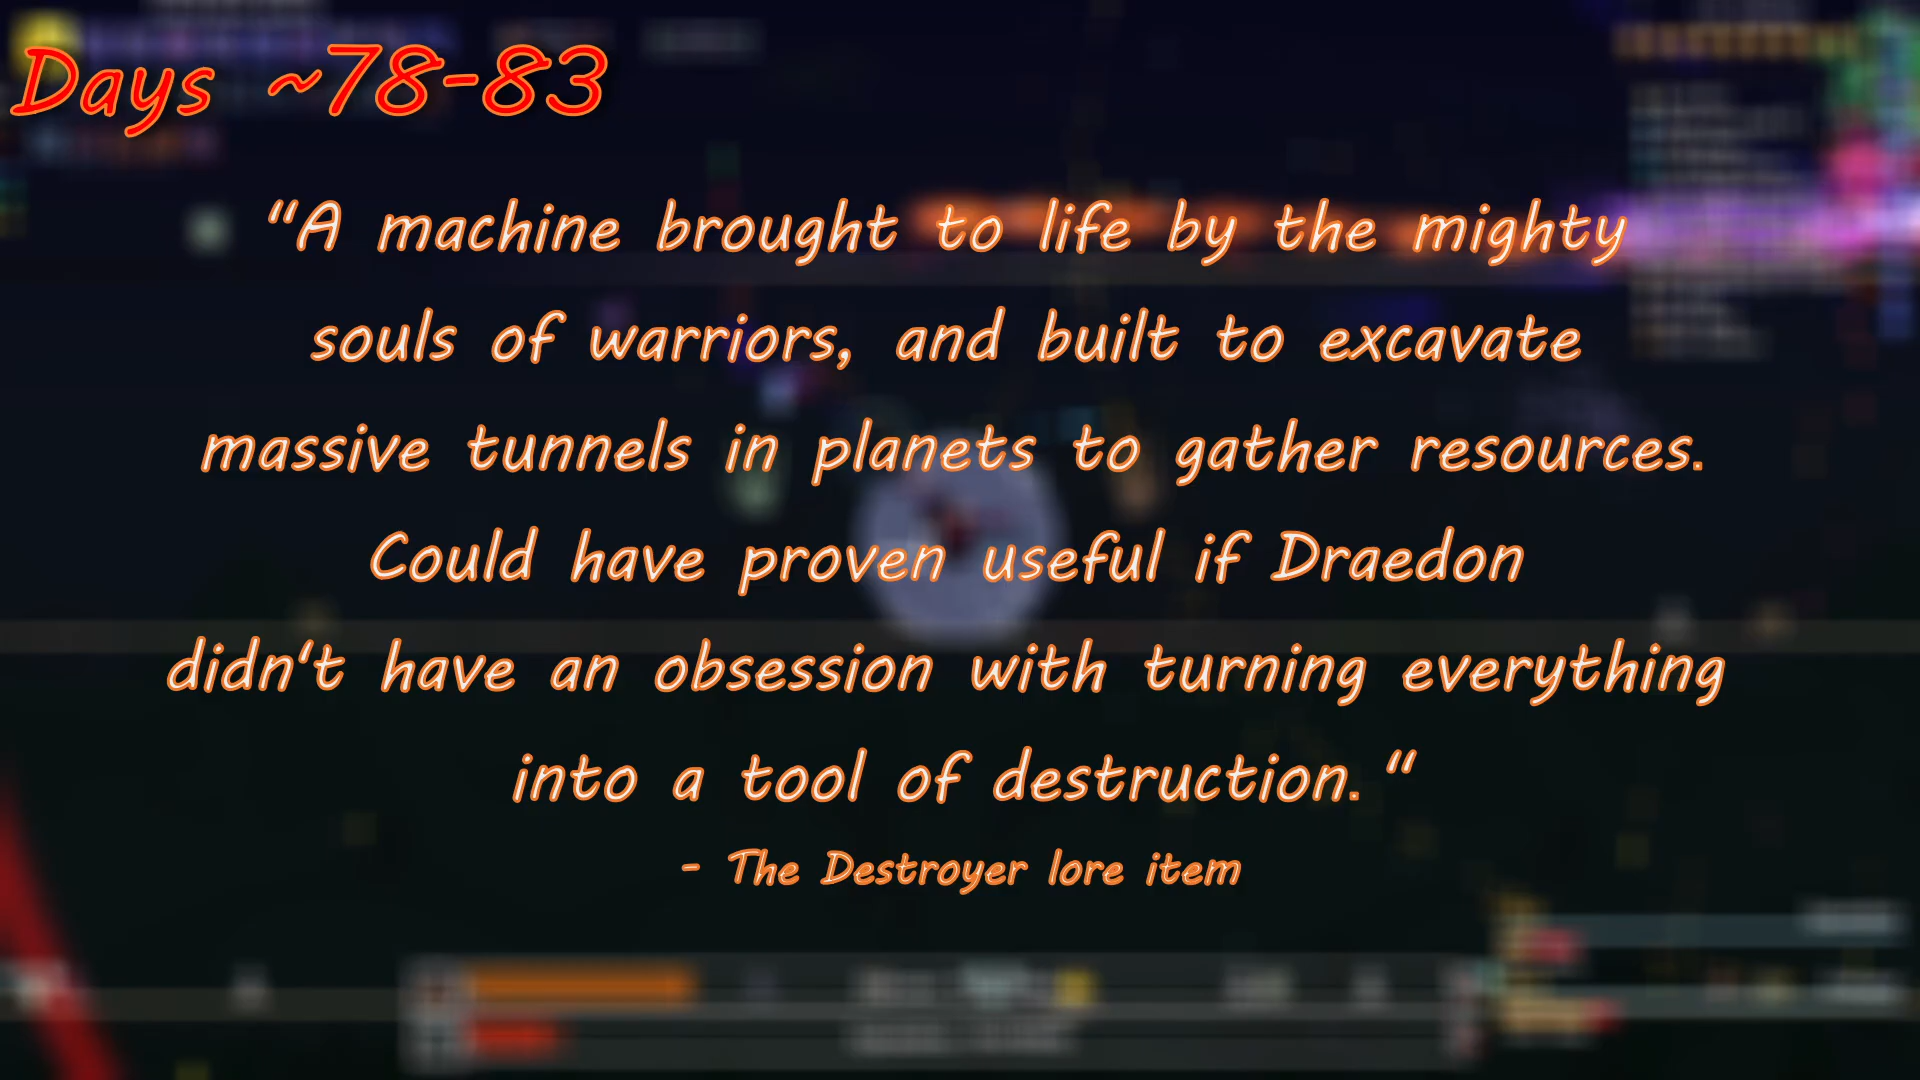 Days ~78-83
"A machine brought to life by the mighty
souls of warriors, and built to excavate
massive tunnels in planets to gather resources.
Could have proven useful if Draedon
didn't have an obsession with turning everything
into a tool of destruction. "
- The Destroyer lore item